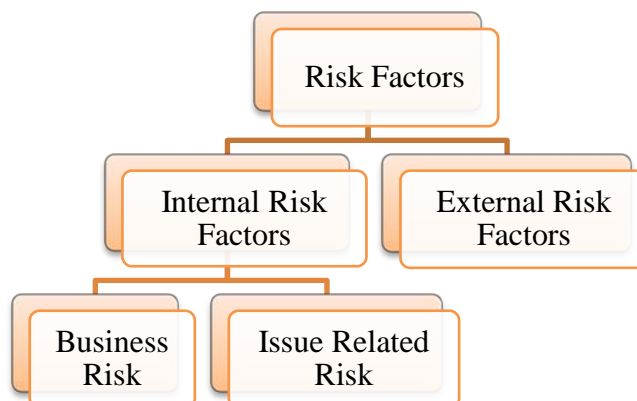 Risk Factors
Internal Risk
Factors
External Risk
Factors
Business
Risk
Issue Related
Risk